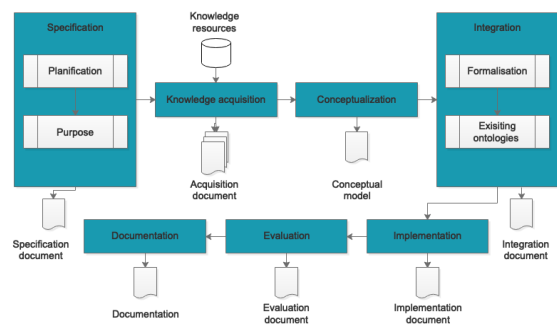 Specification
Knowledge
resources
Integration
Planification
Formalisation
Knowledge acquisition
Conceptualization
Purpose
Exisiting
ontologies
Acquisition
document
Conceptual
model
Specification
document
Documentation
Evaluation
Implementation
Integration
document
Documentation
Evaluation
document
Implementation
document